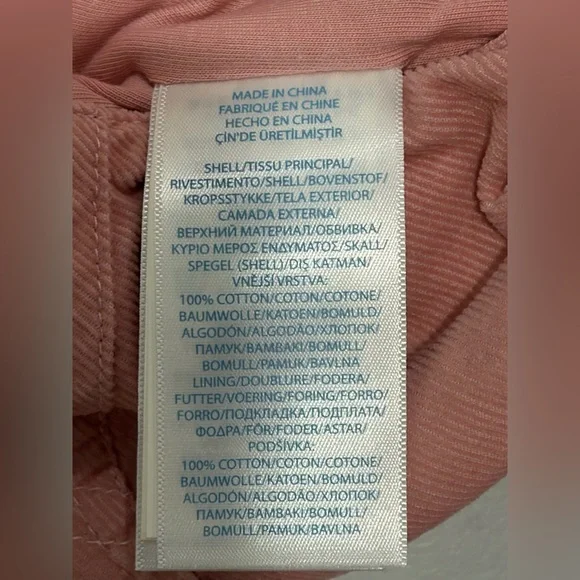 MADE IN CHINA
FABRIQUÉ EN CHINE
HECHO EN CHINA
ÇİN'DE ÜRETİLMİŞTİR
SHELL/TISSU PRINCIPAL/
RIVESTIMENTO/SHELL/BOVENSTOF/
KROPSSTYKKE/TELA EXTERIOR/
CAMADA EXTERNA/
ВЕРХНИЙ МАТЕРИАЛ/ОБВИВКА/
ΚΥΡΙΟ ΜΕΡΟΣ ΕΝΔΥΜΑΤΟΣ/SKALL/
SPEGEL (SHELL)/DIŞ KATMAN/
VNĚJŠÍ VRSTVA:
100% COTTON/COTON/COTONE/
BAUMWOLLE/KATOEN/BOMULD/
ALGODÓN/ALGODÃO/ХЛОПОК/
ПАМУК/ΒΑΜΒΑΚΙ/BOMULL/
BOMULL/PAMUK/BAVLNA
LINING/DOUBLURE/FODERA/
FUTTER/VOERING/FORING/FORRO/
FORRO/ПОДКЛАДКА/ПОДПЛАТА/
ΦΟΔΡΑ/FÔR/FODER/ASTAR/
PODŠÍVKA:
100% COTTON/COTON/COTONE/
BAUMWOLLE/KATOEN/BOMULD/
ALGODÓN/ALGODÃO/ХЛОПОК/
ПАМУК/ΒΑΜΒΑΚΙ/BOMULL/
BOMULL/PAMUK/BAVLNA